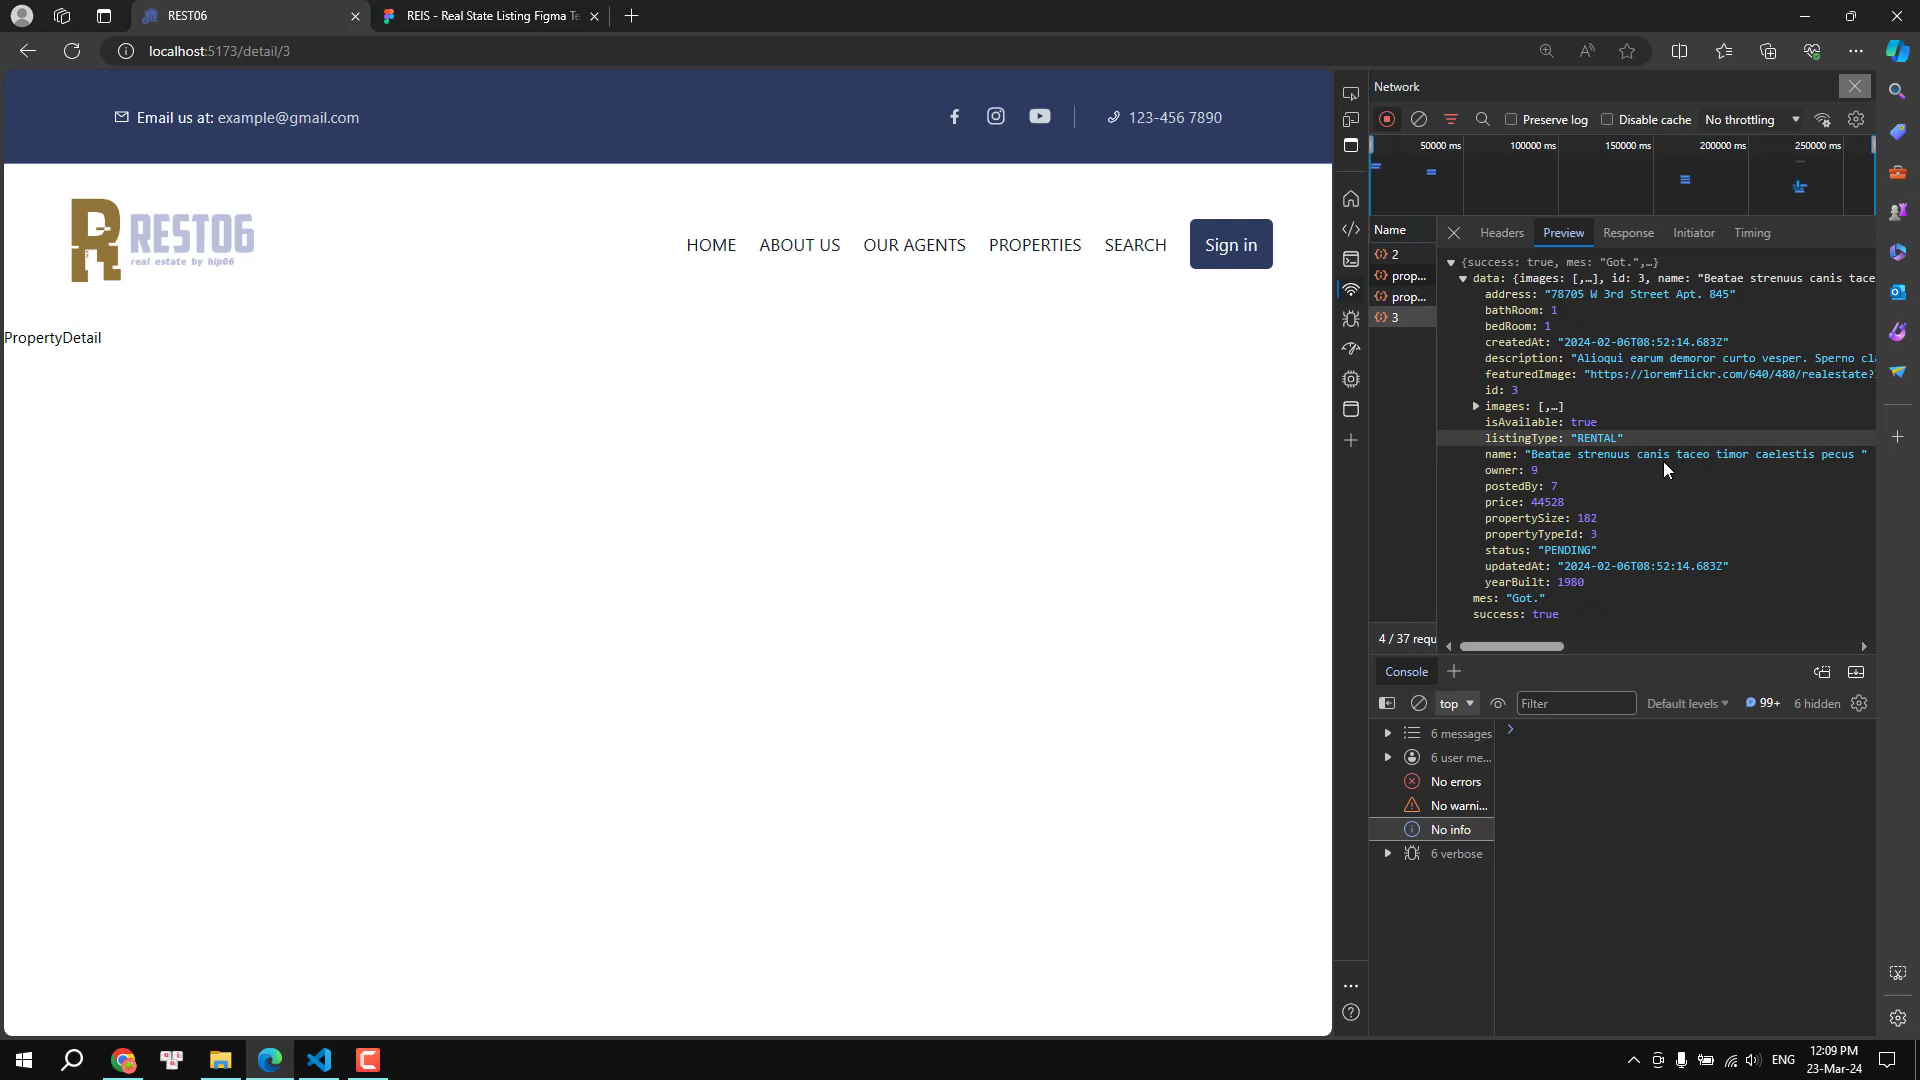 REST06
REIS - Real State Listing Figma Te
localhost:5173/detail/3
Email us at: example@gmail.com
123-456 7890
REST06
real estate by hip06
HOME
ABOUT US
OUR AGENTS
PROPERTIES
SEARCH
Sign in
PropertyDetail
Network
Preserve log
Disable cache
No throttling
50000 ms
100000 ms
150000 ms
200000 ms
250000 ms
Name
Headers
Preview
Response
Initiator
Timing
2
prop...
prop...
3
{success: true, mes: "Got.",…}
data: {images: [,…], id: 3, name: "Beatae strenuus canis tace
address: "78705 W 3rd Street Apt. 845"
bathRoom: 1
bedRoom: 1
createdAt: "2024-02-06T08:52:14.683Z"
description: "Alioqui earum demoror curto vesper. Sperno cla
featuredImage: "https://loremflickr.com/640/480/realestate?
id: 3
images: [,…]
isAvailable: true
listingType: "RENTAL"
name: "Beatae strenuus canis taceo timor caelestis pecus "
owner: 9
postedBy: 7
price: 44528
propertySize: 182
propertyTypeId: 3
status: "PENDING"
updatedAt: "2024-02-06T08:52:14.683Z"
yearBuilt: 1980
mes: "Got."
success: true
4 / 37 requ
Console
top
Filter
Default levels
99+
6 hidden
6 messages
6 user me...
No errors
No warni...
No info
6 verbose
ENG
12:09 PM
23-Mar-24